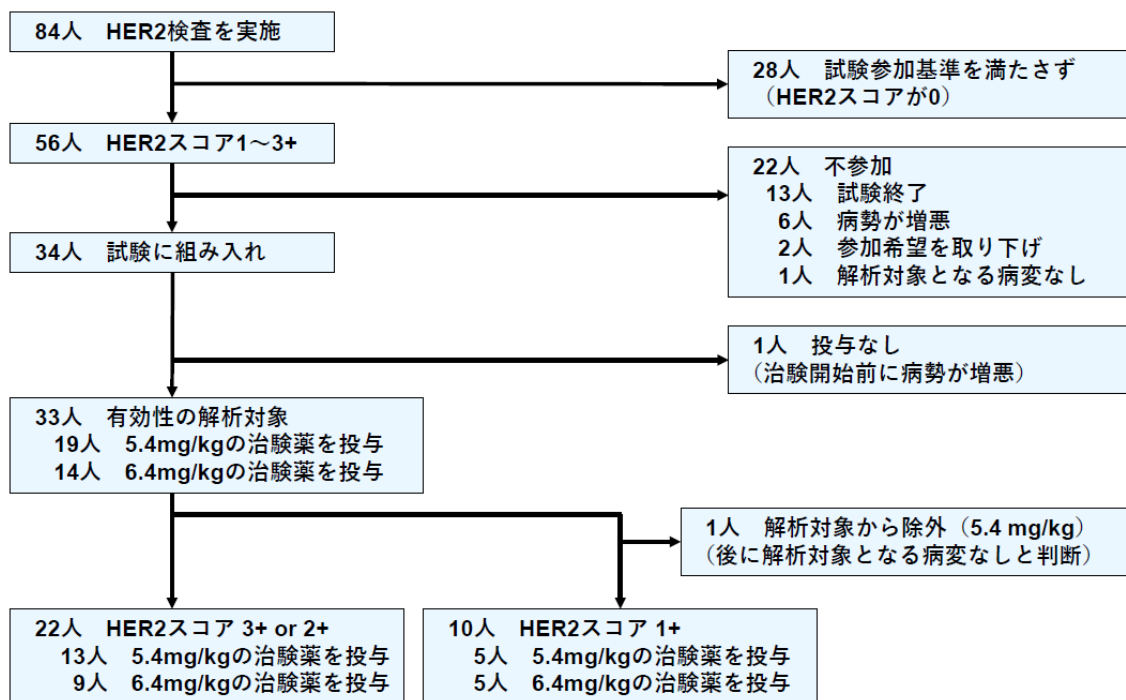 84人 HER2検査を実施
28人 試験参加基準を満たさず
（HER2スコアが0）
56人 HER2スコア1～3+
22人 不参加
13人 試験終了
6人 病勢が増悪
2人 参加希望を取り下げ
1人 解析対象となる病変なし
34人 試験に組み入れ
1人 投与なし
（治験開始前に病勢が増悪）
33人 有効性の解析対象
19人 5.4mg/kgの治験薬を投与
14人 6.4mg/kgの治験薬を投与
1人 解析対象から除外（5.4 mg/kg）
（後に解析対象となる病変なしと判断）
22人 HER2スコア 3+ or 2+
13人 5.4mg/kgの治験薬を投与
9人 6.4mg/kgの治験薬を投与
10人 HER2スコア 1+
5人 5.4mg/kgの治験薬を投与
5人 6.4mg/kgの治験薬を投与